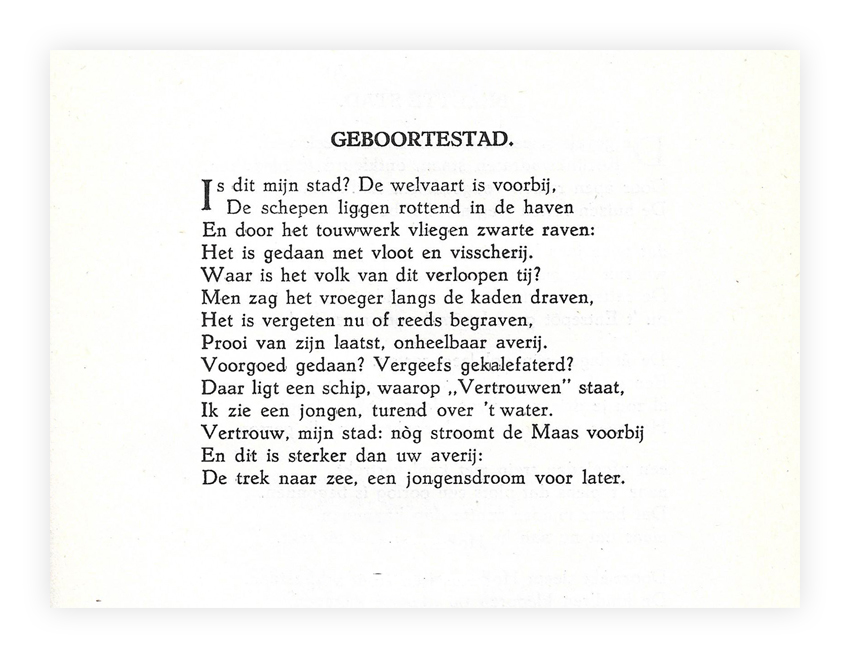 GEBOORTESTAD.
Is dit mijn stad? De welvaart is voorbij,
De schepen liggen rottend in de haven
En door het touwwerk vliegen zwarte raven:
Het is gedaan met vloot en visscherij.
Waar is het volk van dit verloopen tij?
Men zag het vroeger langs de kaden draven,
Het is vergeten nu of reeds begraven,
Prooi van zijn laatst, onheelbaar averij.
Voorgoed gedaan? Vergeefs gekalefaterd?
Daar ligt een schip, waarop „Vertrouwen" staat,
Ik zie een jongen, turend over 't water.
Vertrouw, mijn stad: nòg stroomt de Maas voorbij
En dit is sterker dan uw averij:
De trek naar zee, een jongensdroom voor later.